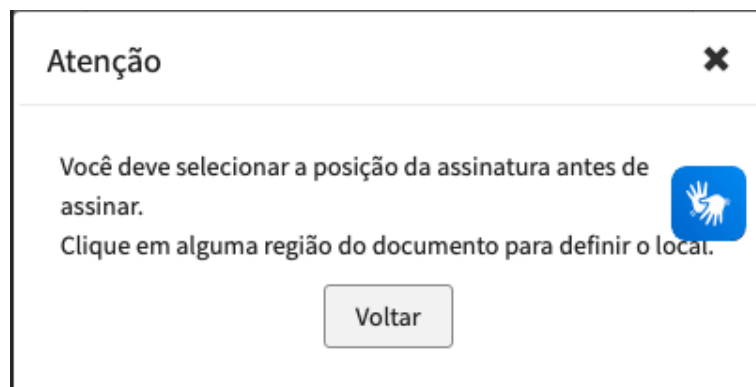 Atenção
Você deve selecionar a posição da assinatura antes de
assinar.
Clique em alguma região do documento para definir o local.
Voltar